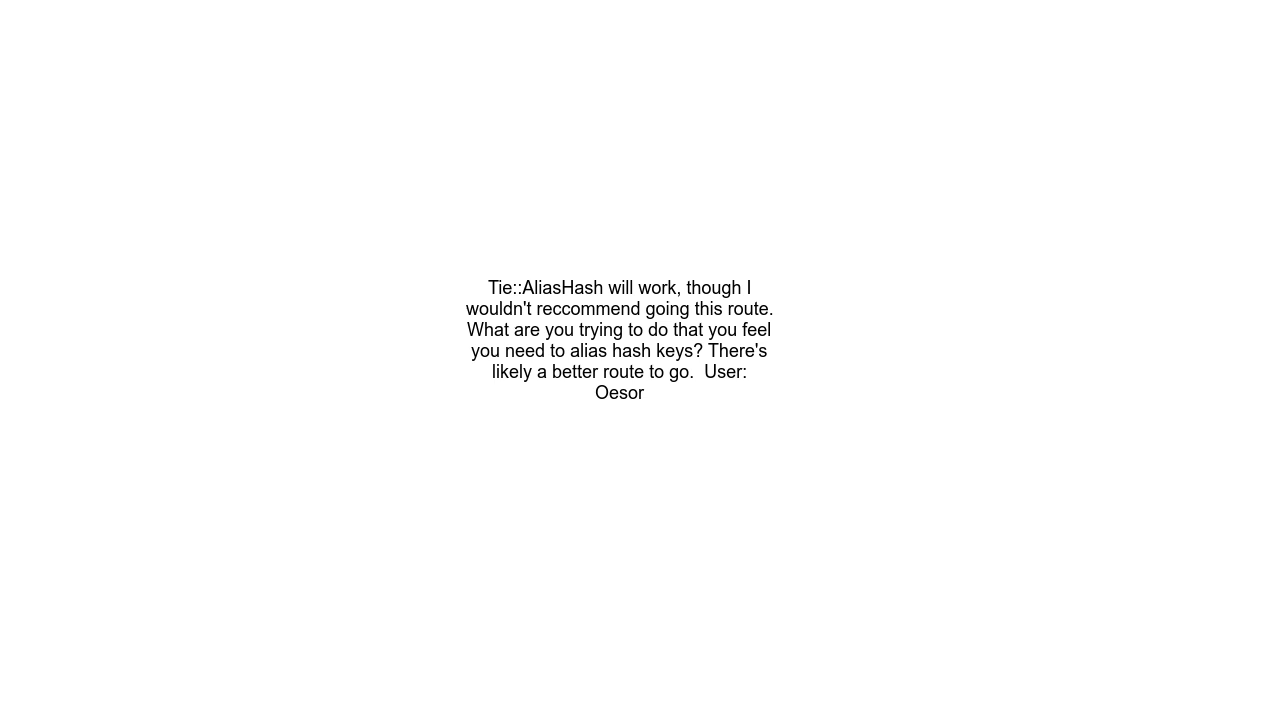 Tie::AliasHash will work, though I
wouldn't reccommend going this route.
What are you trying to do that you feel
you need to alias hash keys? There's
likely a better route to go.  User:
Oesor